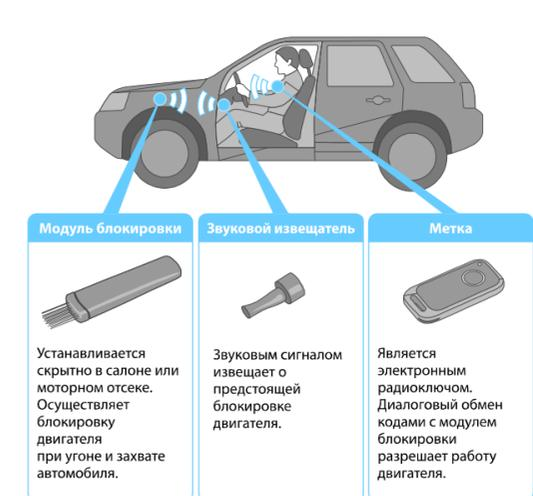 Модуль блокировки
Звуковой извещатель
Метка
Устанавливается
скрытно в салоне или
моторном отсеке.
Осуществляет
блокировку
двигателя
при угоне и захвате
автомобиля.
Звуковым сигналом
извещает о
предстоящей
блокировке
двигателя.
Является
электронным
радиоключом.
Диалоговый обмен
кодами с модулем
блокировки
разрешает работу
двигателя.